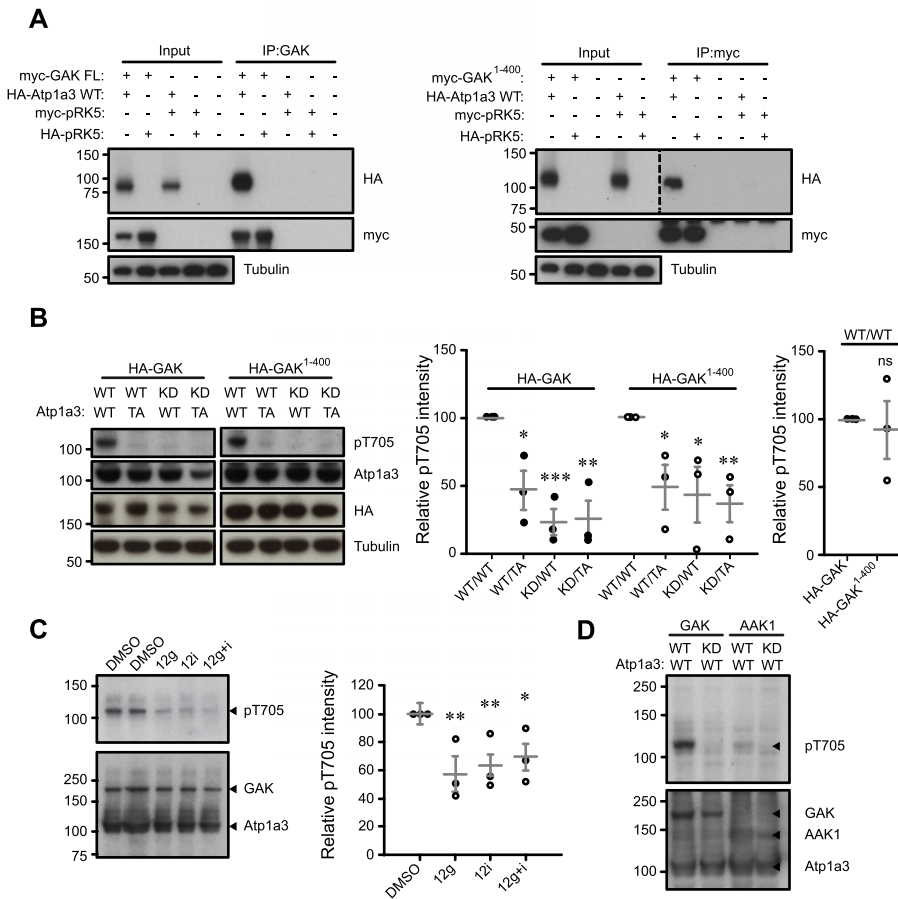 A
Input IP:GAK
myc-GAK FL: + + - - - + + - - -
HA-Atp1a3 WT: + - + - - + - + - -
myc-pRK5: - - + + - - - + + -
HA-pRK5: - + - + - - + - + -
150
100
75
HA
150
myc
50
Tubulin
Input IP:myc
myc-GAK1-400: + + - - - + + - - -
HA-Atp1a3 WT: + - - + - + - - + -
myc-pRK5: - - - + + - - - + +
HA-pRK5: - + - - + - + - - +
150
100
75
HA
50
myc
50
Tubulin
B
HA-GAK HA-GAK1-400
WT WT KD KD WT WT KD KD
Atp1a3: WT TA WT TA WT TA WT TA
100 pT705
100 Atp1a3
150 HA
50 Tubulin
Relative pT705 intensity
150
100
50
0
HA-GAK HA-GAK1-400
* *** ** * * **
WT/WT WT/TA KD/WT KD/TA WT/WT WT/TA KD/WT KD/TA
Relative pT705 intensity
150
100
50
0
WT/WT
ns
HA-GAK HA-GAK1-400
C
DMSO DMSO 12g 12i 12g+i
150
100
pT705
250
150
100
75
GAK
Atp1a3
Relative pT705 intensity
120
100
80
60
40
20
0
** ** *
DMSO 12g 12i 12g+i
D
GAK AAK1
WT KD WT KD
Atp1a3: WT WT WT WT
250
150
100
pT705
250
150
100
GAK
AAK1
Atp1a3